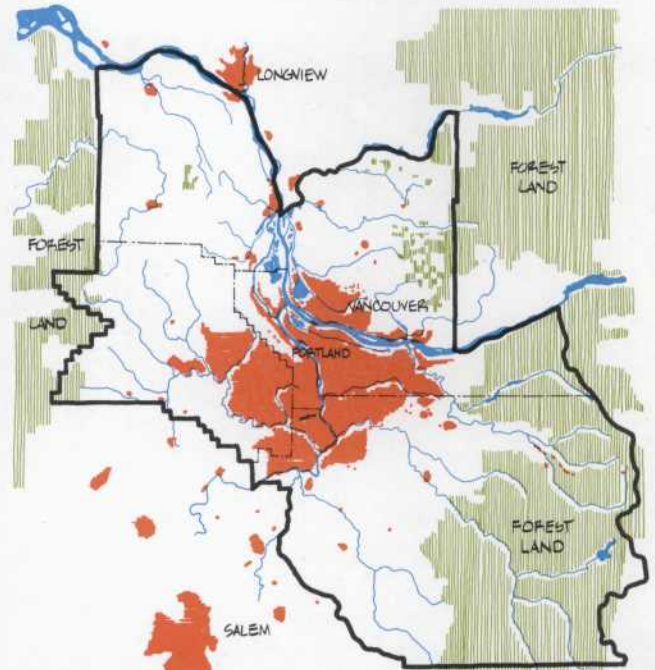 LONGVIEW
FOREST
LAND
FOREST
LAND
VANCOUVER
PORTLAND
FOREST
LAND
SALEM